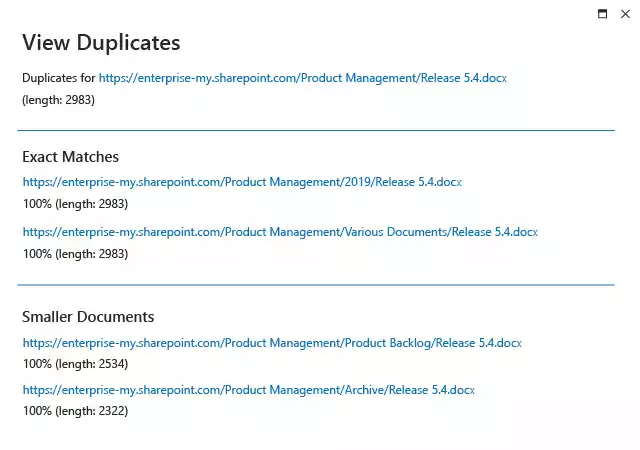 View Duplicates
Duplicates for https://enterprise-my.sharepoint.com/Product Management/Release 5.4.docx
(length: 2983)
Exact Matches
https://enterprise-my.sharepoint.com/Product Management/2019/Release 5.4.docx
100% (length: 2983)
https://enterprise-my.sharepoint.com/Product Management/Various Documents/Release 5.4.docx
100% (length: 2983)
Smaller Documents
https://enterprise-my.sharepoint.com/Product Management/Product Backlog/Release 5.4.docx
100% (length: 2534)
https://enterprise-my.sharepoint.com/Product Management/Archive/Release 5.4.docx
100% (length: 2322)